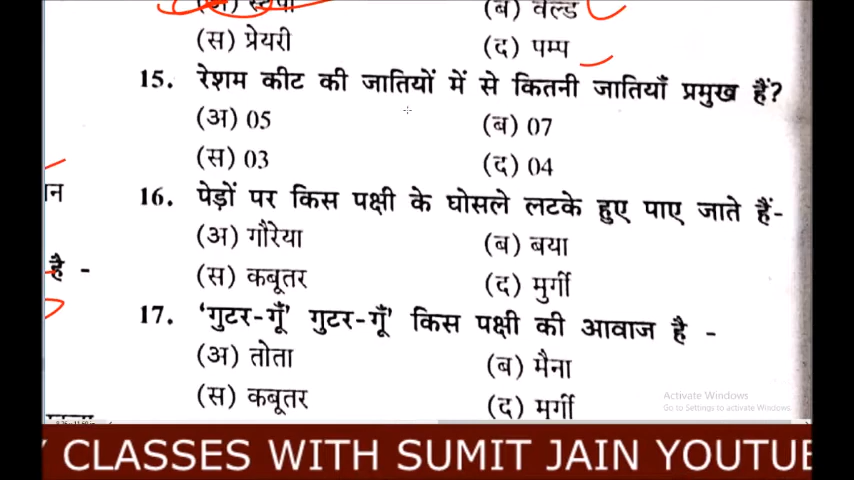 (अ) स्टेपी (ब) वेल्ड
(स) प्रेयरी (द) पम्प
15. रेशम कीट की जातियों में से कितनी जातियाँ प्रमुख हैं?
(अ) 05 (ब) 07
(स) 03 (द) 04
16. पेड़ों पर किस पक्षी के घोसले लटके हुए पाए जाते हैं-
(अ) गौरेया (ब) बया
(स) कबूतर (द) मुर्गी
है -
17. 'गुटर-गूँ' गुटर-गूँ' किस पक्षी की आवाज है -
(अ) तोता (ब) मैना
(स) कबूतर (द) मुर्गी
Activate Windows
Go to Settings to activate Windows.
Y CLASSES WITH SUMIT JAIN YOUTUB